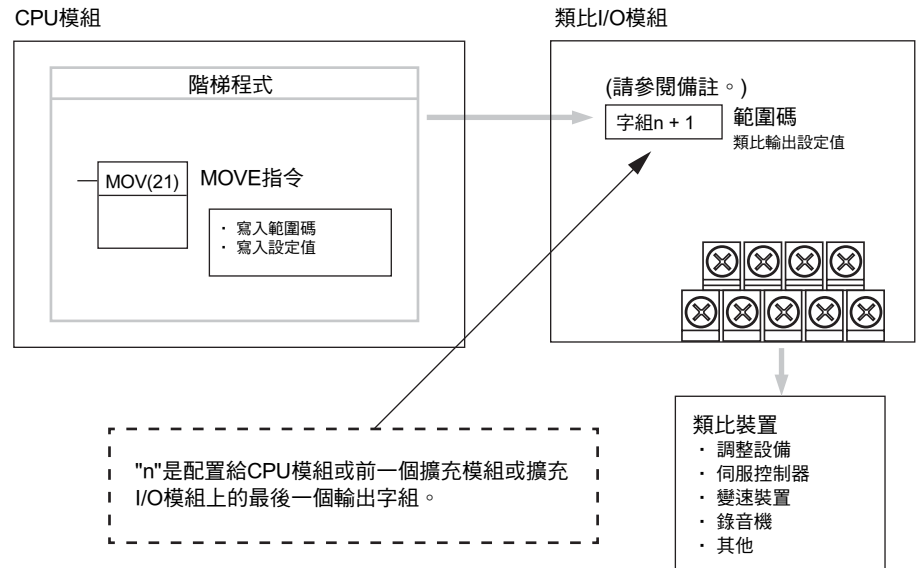 CPU模組
類比I/O模組
階梯程式
MOV(21)
MOVE指令
・ 寫入範圍碼
・ 寫入設定值
(請參閱備註。)
字組n + 1
範圍碼
類比輸出設定值
"n"是配置給CPU模組或前一個擴充模組或擴充
I/O模組上的最後一個輸出字組。
類比裝置
・ 調整設備
・ 伺服控制器
・ 變速裝置
・ 錄音機
・ 其他